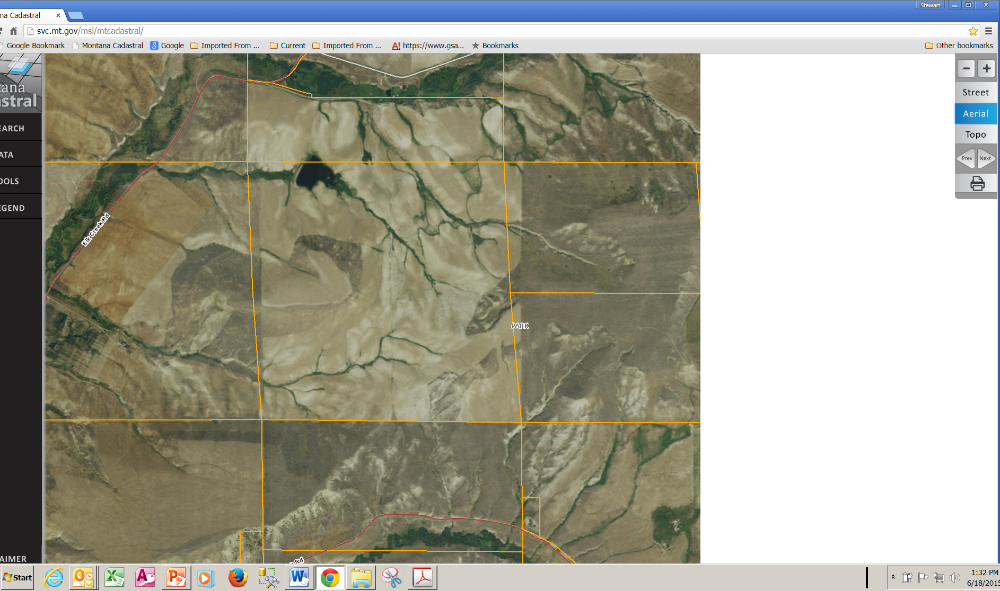 Stewart
na Cadastral
svc.mt.gov/msl/mtcadastral/
Google Bookmark
Montana Cadastral
Google
Imported From ...
Current
Imported From ...
https://www.gsa...
Bookmarks
Other bookmarks
tana
astral
EARCH
ATA
OOLS
EGEND
AIMER
Elk Creek Rd
PARK
Rd
Street
Aerial
Topo
Prev
Next
Start
1:32 PM
6/18/2015